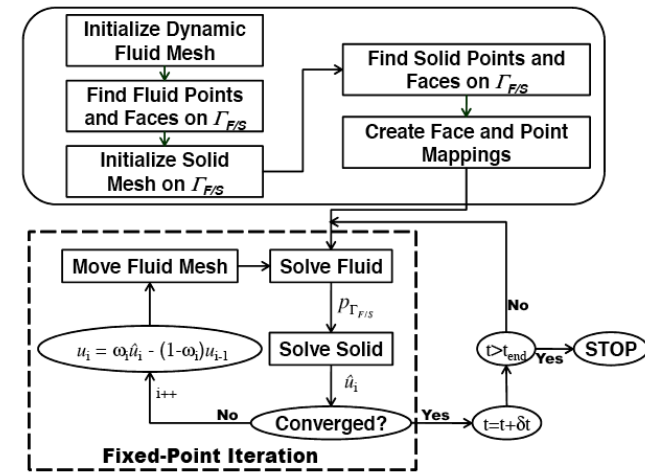 Initialize Dynamic
Fluid Mesh
Find Fluid Points
and Faces on Γ_F/S
Initialize Solid
Mesh on Γ_F/S
Find Solid Points and
Faces on Γ_F/S
Create Face and Point
Mappings
Move Fluid Mesh
Solve Fluid
p_Γ_F/S
No
u_i = ω_i û_i - (1-ω_i)u_i-1
Solve Solid
t>t_end
Yes
STOP
i++
û_i
No
Converged?
Yes
t=t+δt
Fixed-Point Iteration